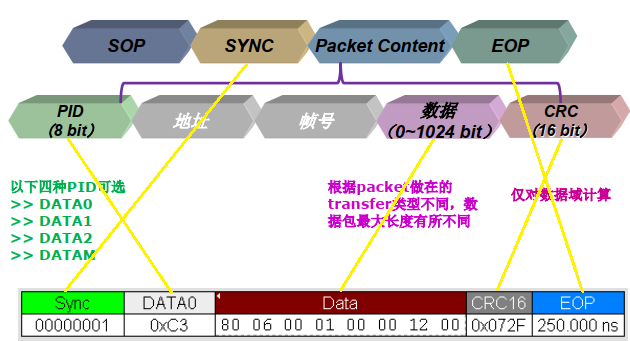 SOP
SYNC
Packet Content
EOP
PID
（8 bit）
地址
帧号
数据
（0~1024 bit）
CRC
（16 bit）
以下四种PID可选
>> DATA0
>> DATA1
>> DATA2
>> DATAM
根据packet做在的
transfer类型不同，数
据包最大长度有所不同
仅对数据域计算
Sync DATA0 Data CRC16 EOP
00000001 0xC3 80 06 00 01 00 00 12 00 0x072F 250.000 ns